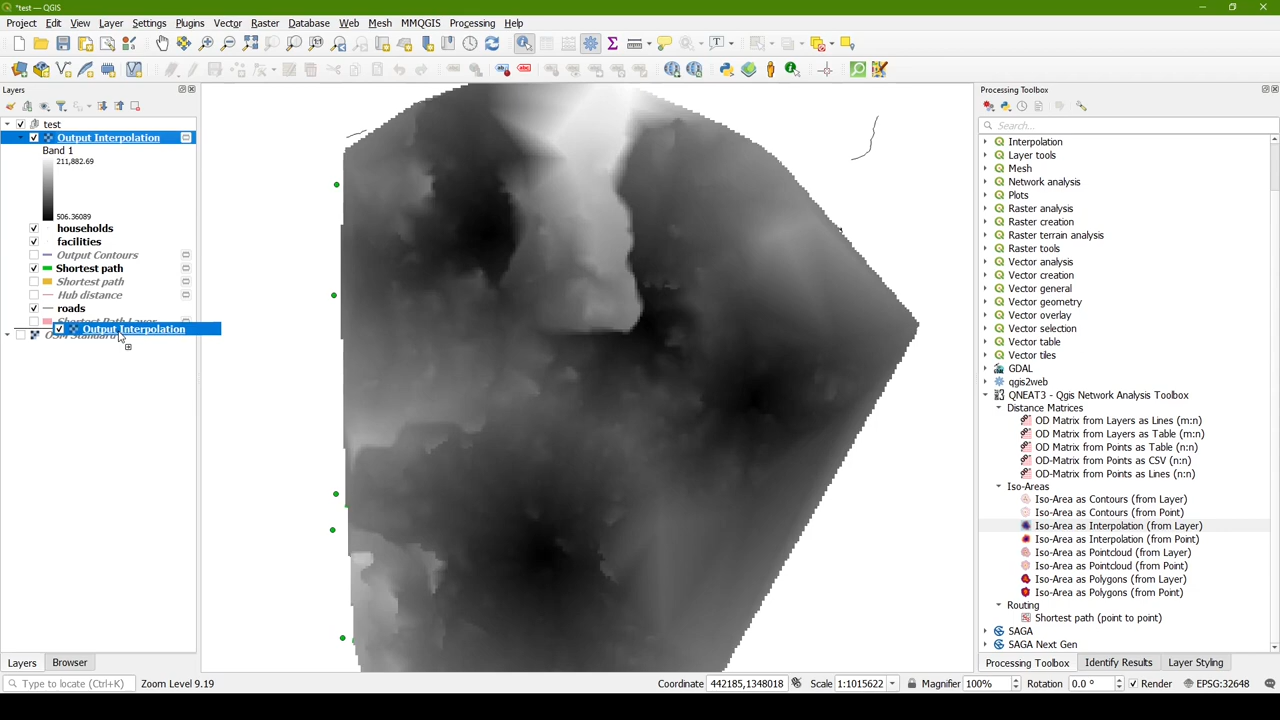 *test — QGIS
Project Edit View Layer Settings Plugins Vector Raster Database Web Mesh MMQGIS Processing Help
Layers
test
Output Interpolation
Band 1
211,882.69
506.36089
households
facilities
Output Contours
Shortest path
Shortest path
Hub distance
roads
Shortest Path Layer
Output Interpolation
OSM Standard
Layers Browser
Processing Toolbox
Search...
Interpolation
Layer tools
Mesh
Network analysis
Plots
Raster analysis
Raster creation
Raster terrain analysis
Raster tools
Vector analysis
Vector creation
Vector general
Vector geometry
Vector overlay
Vector selection
Vector table
Vector tiles
GDAL
qgis2web
QNEAT3 - Qgis Network Analysis Toolbox
Distance Matrices
OD Matrix from Layers as Lines (m:n)
OD Matrix from Layers as Table (m:n)
OD Matrix from Points as Table (n:n)
OD-Matrix from Points as CSV (n:n)
OD-Matrix from Points as Lines (n:n)
Iso-Areas
Iso-Area as Contours (from Layer)
Iso-Area as Contours (from Point)
Iso-Area as Interpolation (from Layer)
Iso-Area as Interpolation (from Point)
Iso-Area as Pointcloud (from Layer)
Iso-Area as Pointcloud (from Point)
Iso-Area as Polygons (from Layer)
Iso-Area as Polygons (from Point)
Routing
Shortest path (point to point)
SAGA
SAGA Next Gen
Processing Toolbox Identify Results Layer Styling
Type to locate (Ctrl+K) Zoom Level 9.19 Coordinate 442185,1348018 Scale 1:1015622 Magnifier 100% Rotation 0.0 ° Render EPSG:32648